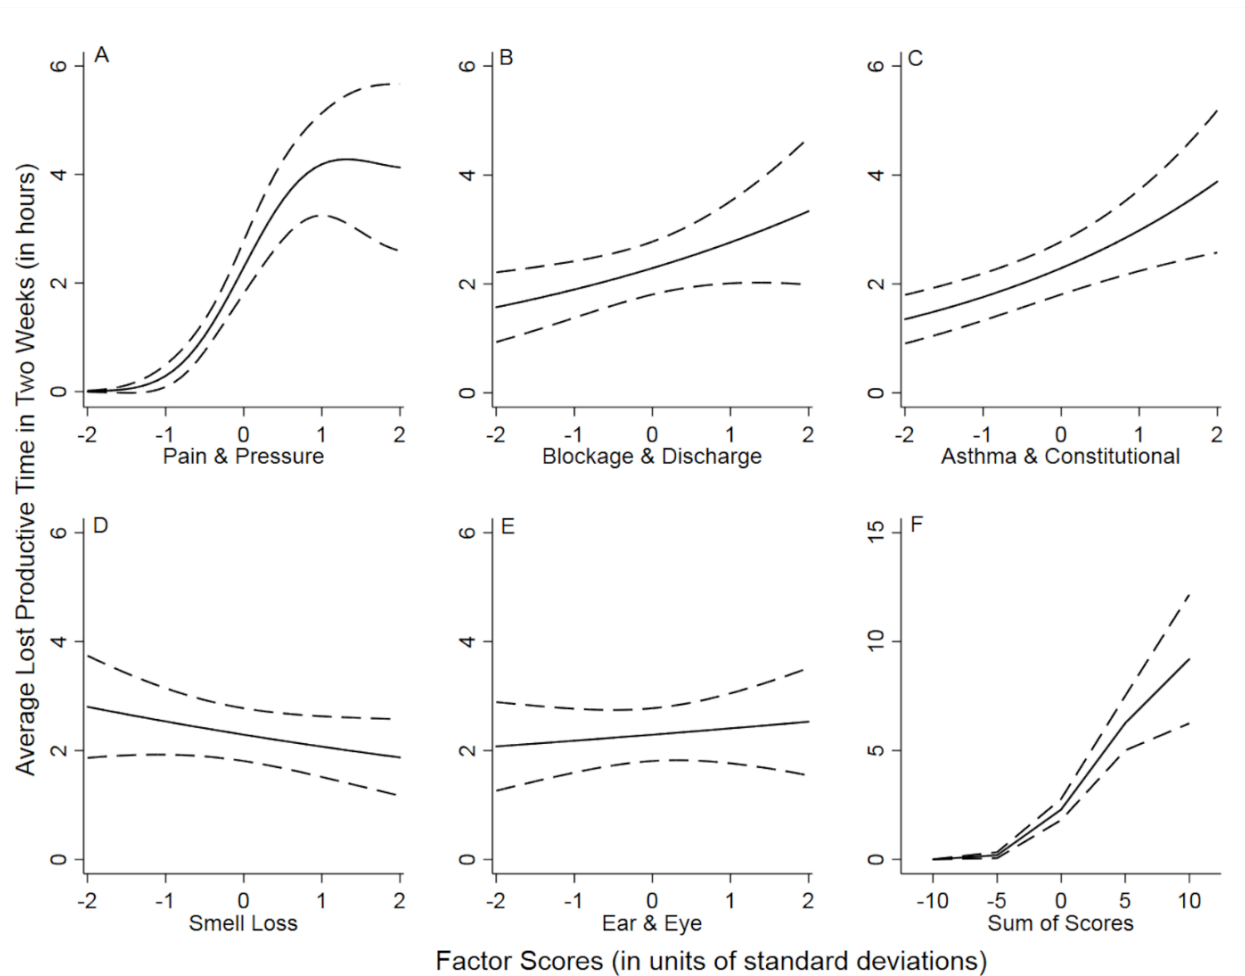 Average Lost Productive Time in Two Weeks (in hours)
A
6
4
2
0
-2 -1 0 1 2
Pain & Pressure
B
6
4
2
0
-2 -1 0 1 2
Blockage & Discharge
C
6
4
2
0
-2 -1 0 1 2
Asthma & Constitutional
D
6
4
2
0
-2 -1 0 1 2
Smell Loss
E
6
4
2
0
-2 -1 0 1 2
Ear & Eye
F
15
10
5
0
-10 -5 0 5 10
Sum of Scores
Factor Scores (in units of standard deviations)